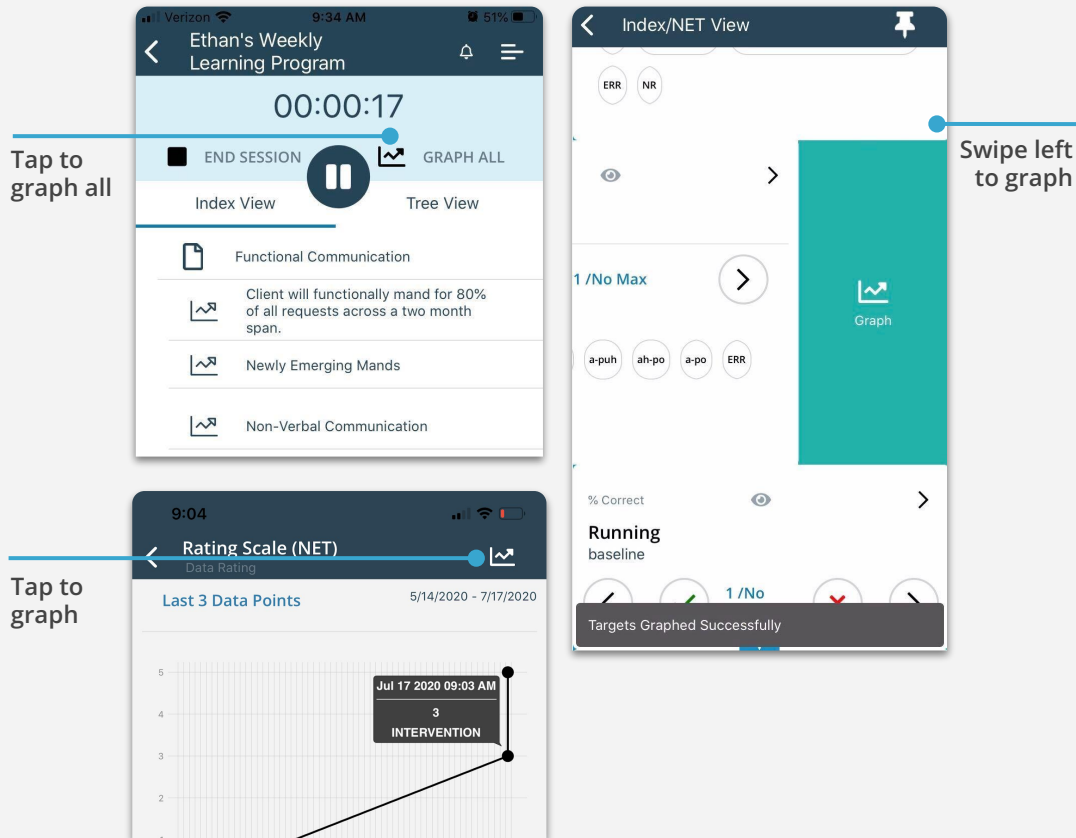 Verizon 9:34 AM 51%
Ethan's Weekly
Learning Program
00:00:17
END SESSION GRAPH ALL
Index View Tree View
Functional Communication
Client will functionally mand for 80%
of all requests across a two month
span.
Newly Emerging Mands
Non-Verbal Communication
Tap to
graph all
Index/NET View
ERR NR
1 /No Max
a-puh ah-po a-po ERR
Graph
% Correct
Running
baseline
1 /No
Targets Graphed Successfully
Swipe left
to graph
9:04
Rating Scale (NET)
Data Rating
Last 3 Data Points 5/14/2020 - 7/17/2020
5
4
3
2
Jul 17 2020 09:03 AM
3
INTERVENTION
Tap to
graph